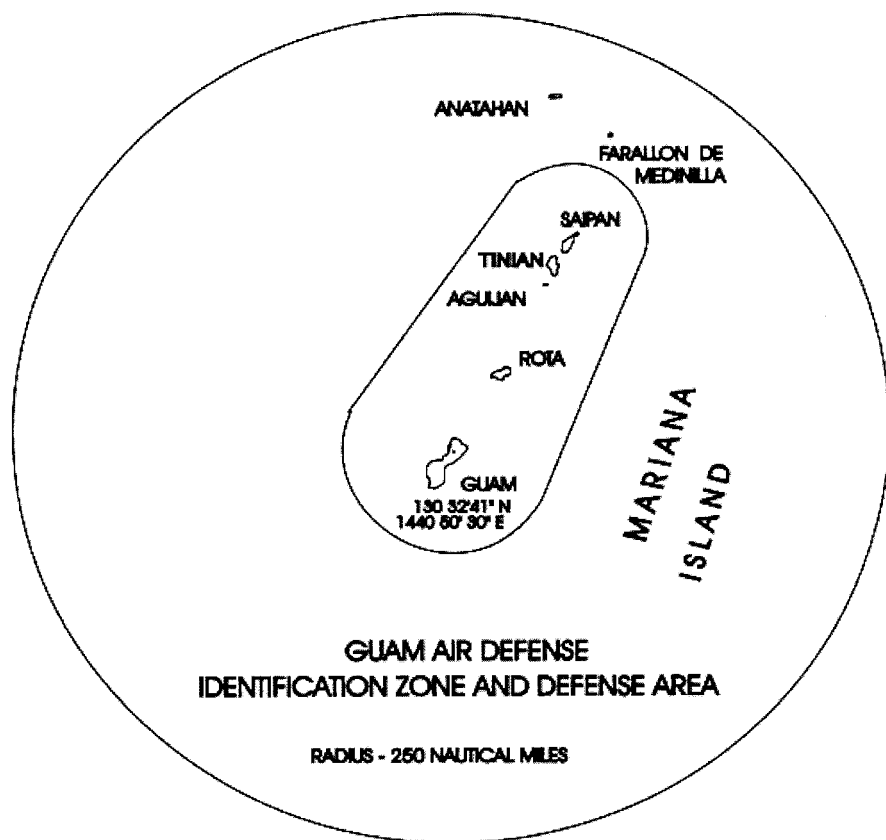 ANATAHAN
FARALLON DE
MEDINILLA
SAIPAN
TINIAN
AGUIJAN
ROTA
GUAM
130 32'41" N
1440 50' 30" E
MARIANA
ISLAND
GUAM AIR DEFENSE
IDENTIFICATION ZONE AND DEFENSE AREA
RADIUS - 250 NAUTICAL MILES